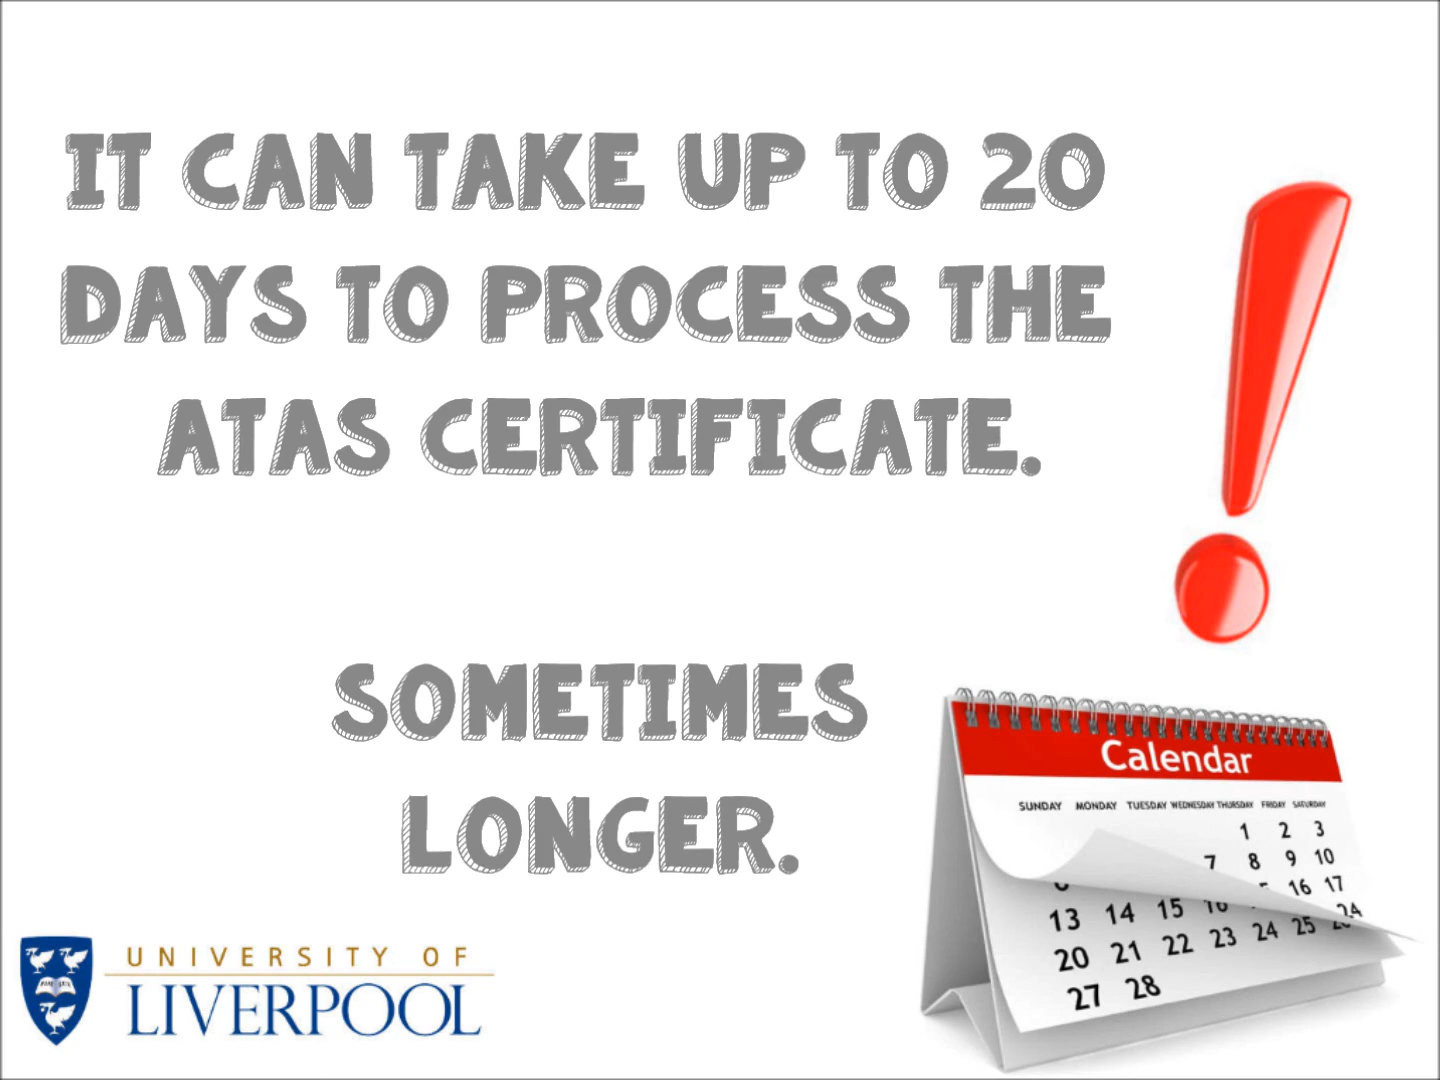 IT CAN TAKE UP TO 20
DAYS TO PROCESS THE
ATAS CERTIFICATE.
SOMETIMES
LONGER.
Calendar
SUNDAY MONDAY TUESDAY WEDNESDAY THURSDAY FRIDAY SATURDAY
1 2 3
7 8 9 10
16 17
13 14 15 16 24
20 21 22 23 24 25
27 28
UNIVERSITY OF
LIVERPOOL